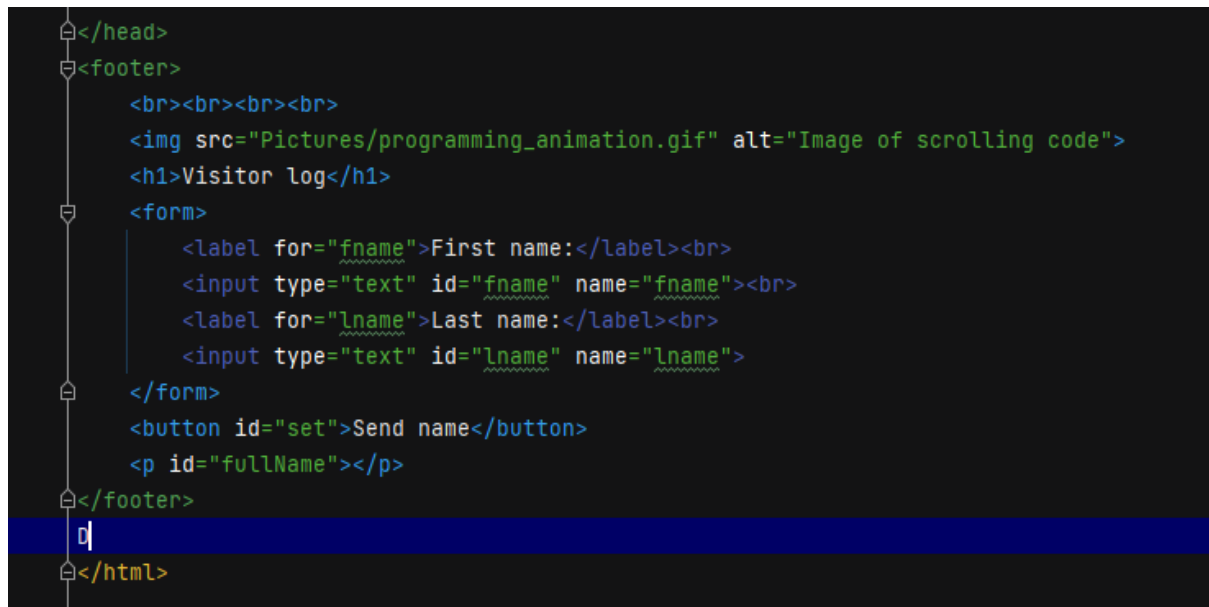 </head>
<footer>
<br><br><br><br>
<img src="Pictures/programming_animation.gif" alt="Image of scrolling code">
<h1>Visitor log</h1>
<form>
<label for="fname">First name:</label><br>
<input type="text" id="fname" name="fname"><br>
<label for="lname">Last name:</label><br>
<input type="text" id="lname" name="lname">
</form>
<button id="set">Send name</button>
<p id="fullName"></p>
</footer>
D
</html>